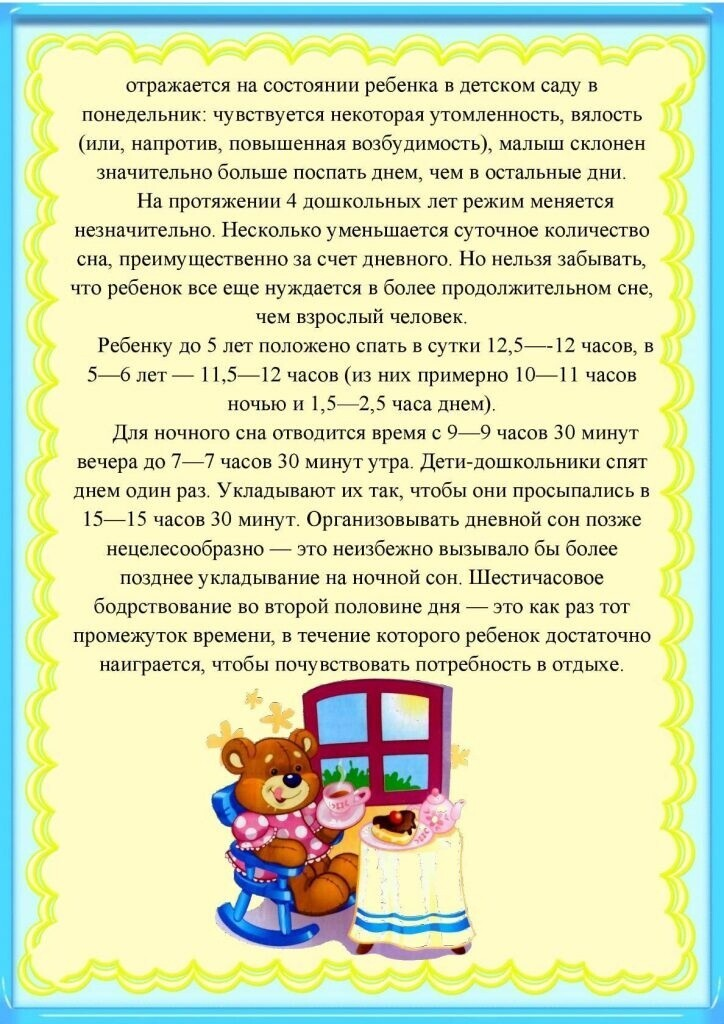 отражается на состоянии ребенка в детском саду в
понедельник: чувствуется некоторая утомленность, вялость
(или, напротив, повышенная возбудимость), малыш склонен
значительно больше поспать днем, чем в остальные дни.
На протяжении 4 дошкольных лет режим меняется
незначительно. Несколько уменьшается суточное количество
сна, преимущественно за счет дневного. Но нельзя забывать,
что ребенок все еще нуждается в более продолжительном сне,
чем взрослый человек.
Ребенку до 5 лет положено спать в сутки 12,5—-12 часов, в
5—6 лет — 11,5—12 часов (из них примерно 10—11 часов
ночью и 1,5—2,5 часа днем).
Для ночного сна отводится время с 9—9 часов 30 минут
вечера до 7—7 часов 30 минут утра. Дети-дошкольники спят
днем один раз. Укладывают их так, чтобы они просыпались в
15—15 часов 30 минут. Организовывать дневной сон позже
нецелесообразно — это неизбежно вызывало бы более
позднее укладывание на ночной сон. Шестичасовое
бодрствование во второй половине дня — это как раз тот
промежуток времени, в течение которого ребенок достаточно
наиграется, чтобы почувствовать потребность в отдыхе.